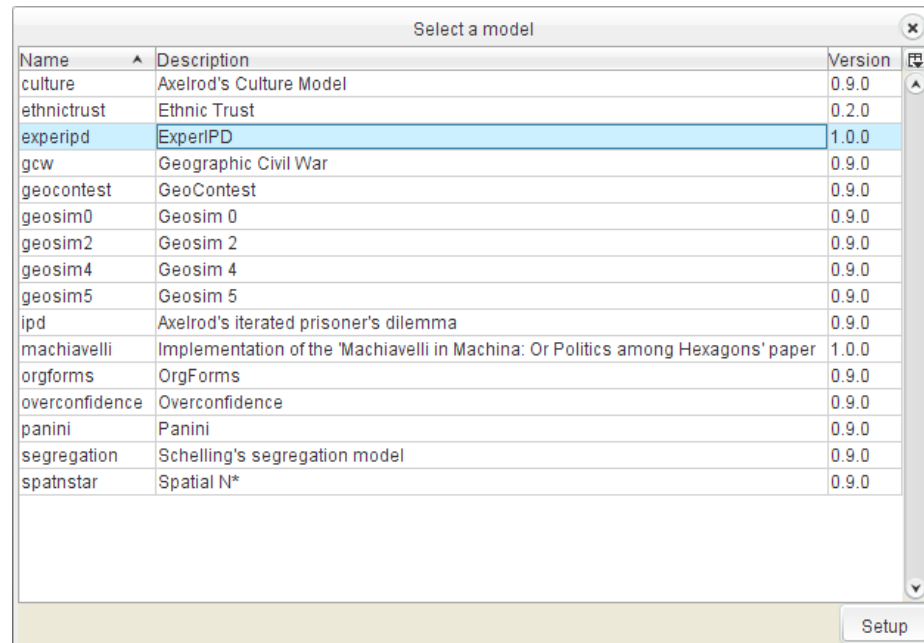 Select a model
Name Description Version
culture Axelrod's Culture Model 0.9.0
ethnictrust Ethnic Trust 0.2.0
experipd ExperIPD 1.0.0
gcw Geographic Civil War 0.9.0
geocontest GeoContest 0.9.0
geosim0 Geosim 0 0.9.0
geosim2 Geosim 2 0.9.0
geosim4 Geosim 4 0.9.0
geosim5 Geosim 5 0.9.0
ipd Axelrod's iterated prisoner's dilemma 0.9.0
machiavelli Implementation of the 'Machiavelli in Machina: Or Politics among Hexagons' paper 1.0.0
orgforms OrgForms 0.9.0
overconfidence Overconfidence 0.9.0
panini Panini 0.9.0
segregation Schelling's segregation model 0.9.0
spatnstar Spatial N* 0.9.0
Setup